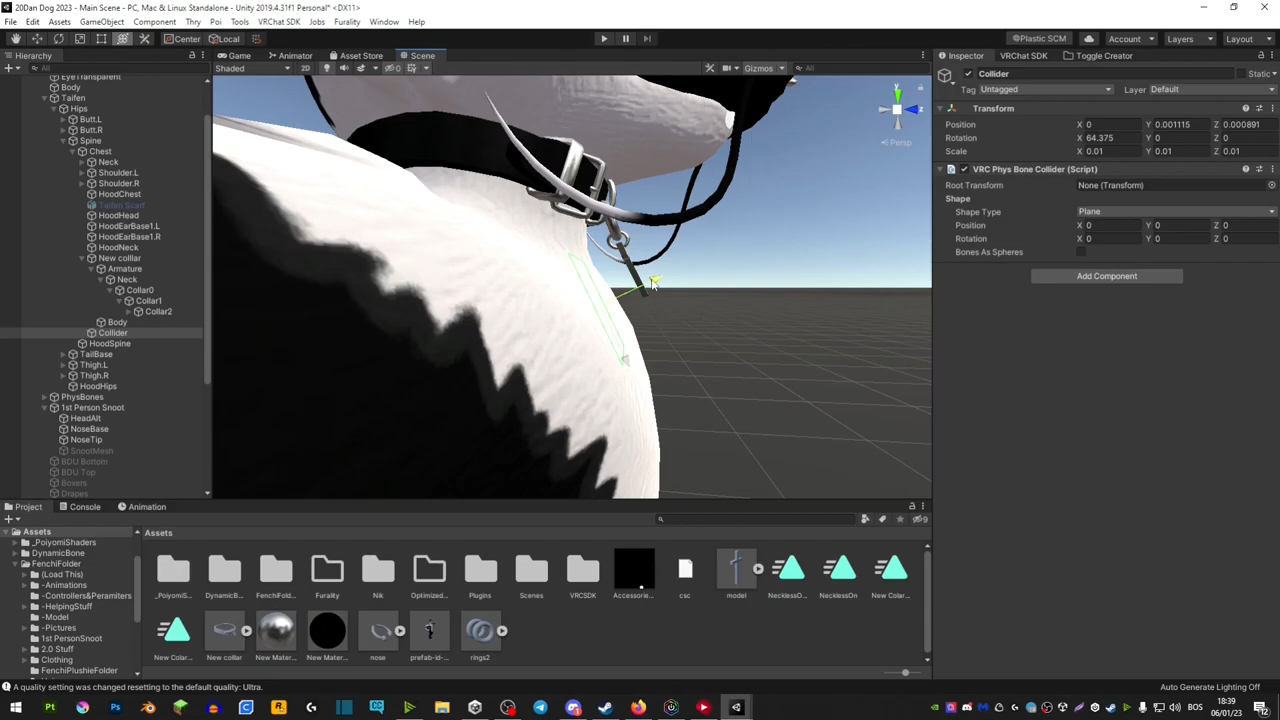 20Dan Dog 2023 - Main Scene - PC, Mac & Linux Standalone - Unity 2019.4.31f1 Personal* <DX11>
File Edit Assets GameObject Component Thry Poi Tools VRChat SDK Jobs Furality Window Help
Center Local Plastic SCM Account Layers Layout
Hierarchy
All
EyeTransparent
Body
Taifen
Hips
Butt.L
Butt.R
Spine
Chest
Neck
Shoulder.L
Shoulder.R
HoodChest
Taifen Scarf
HoodHead
HoodEarBase1.L
HoodEarBase1.R
HoodNeck
New colllar
Armature
Neck
Collar0
Collar1
Collar2
Body
Collider
HoodSpine
TailBase
Thigh.L
Thigh.R
HoodHips
PhysBones
1st Person Snoot
HeadAlt
NoseBase
NoseTip
SnootMesh
BDU Bottom
BDU Top
Boxers
Drapes
Game Animator Asset Store Scene
Shaded 2D 0 Gizmos All
y
z
Persp
Inspector VRChat SDK Toggle Creator
Collider Static
Tag Untagged Layer Default
Transform
Position X 0 Y 0.001115 Z 0.000891
Rotation X 64.375 Y 0 Z 0
Scale X 0.01 Y 0.01 Z 0.01
VRC Phys Bone Collider (Script)
Root Transform None (Transform)
Shape
Shape Type Plane
Position X 0 Y 0 Z 0
Rotation X 0 Y 0 Z 0
Bones As Spheres
Add Component
Project Console Animation
9
Assets
_PoiyomiShaders
DynamicBone
FenchiFolder
(Load This)
-Animations
-Controllers&Peramiters
-HelpingStuff
-Model
-Pictures
1st PersonSnoot
2.0 Stuff
Clothing
FenchiPlushieFolder
Assets
_PoiyomiS... DynamicB... FenchiFold... Furality Nik Optimized... Plugins Scenes VRCSDK Accessorie... csc model NecklessO... NecklessOn New Colar...
New Colar... New collar New Mater... New Mater... nose prefab-id-... rings2
A quality setting was changed resetting to the default quality: Ultra.
Auto Generate Lighting Off
BOS
18:39
06/01/23